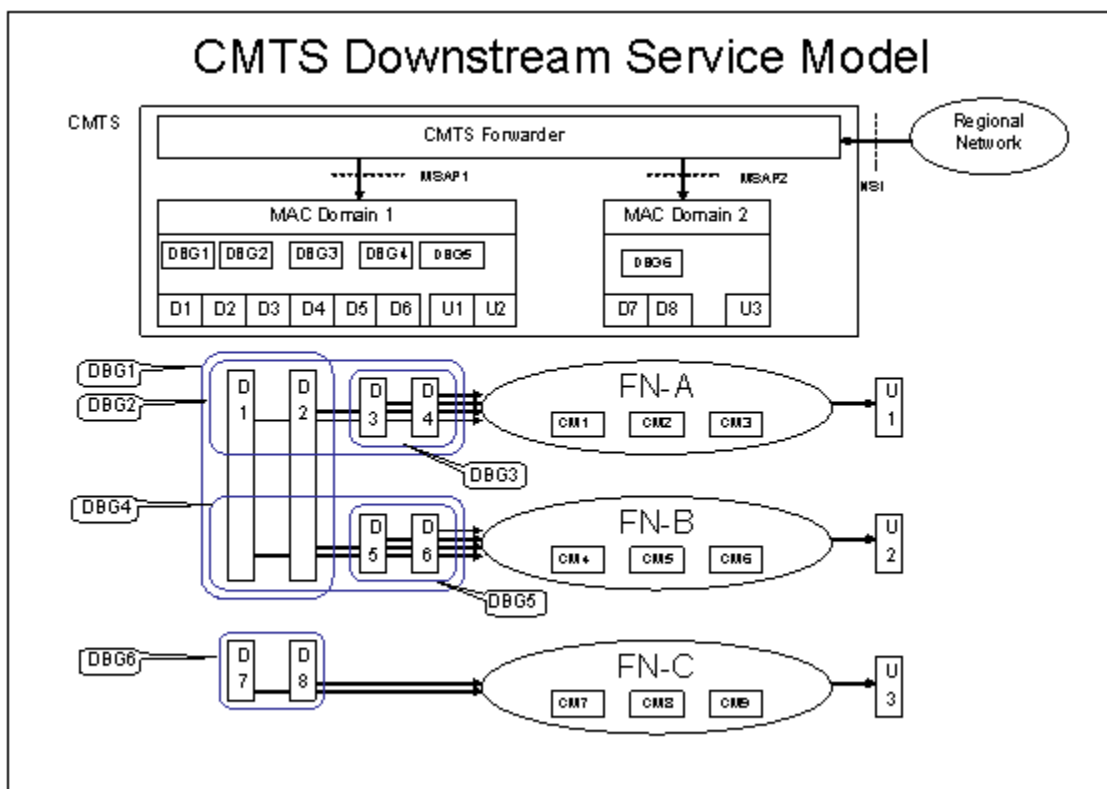 CMTS Downstream Service Model
CMTS
CMTS Forwarder
Regional
Network
MSAP1
MSAP2
NSI
MAC Domain 1
MAC Domain 2
DBG1 DBG2 DBG3 DBG4 DBG5
DBG6
D1 D2 D3 D4 D5 D6 U1 U2
D7 D8 U3
DBG1
DBG2
D
1
D
2
D
3
D
4
FN-A
CM1 CM2 CM3
U
1
DBG3
DBG4
D
5
D
6
FN-B
CM4 CM5 CM6
U
2
DBG5
DBG6
D
7
D
8
FN-C
CM7 CM8 CM9
U
3